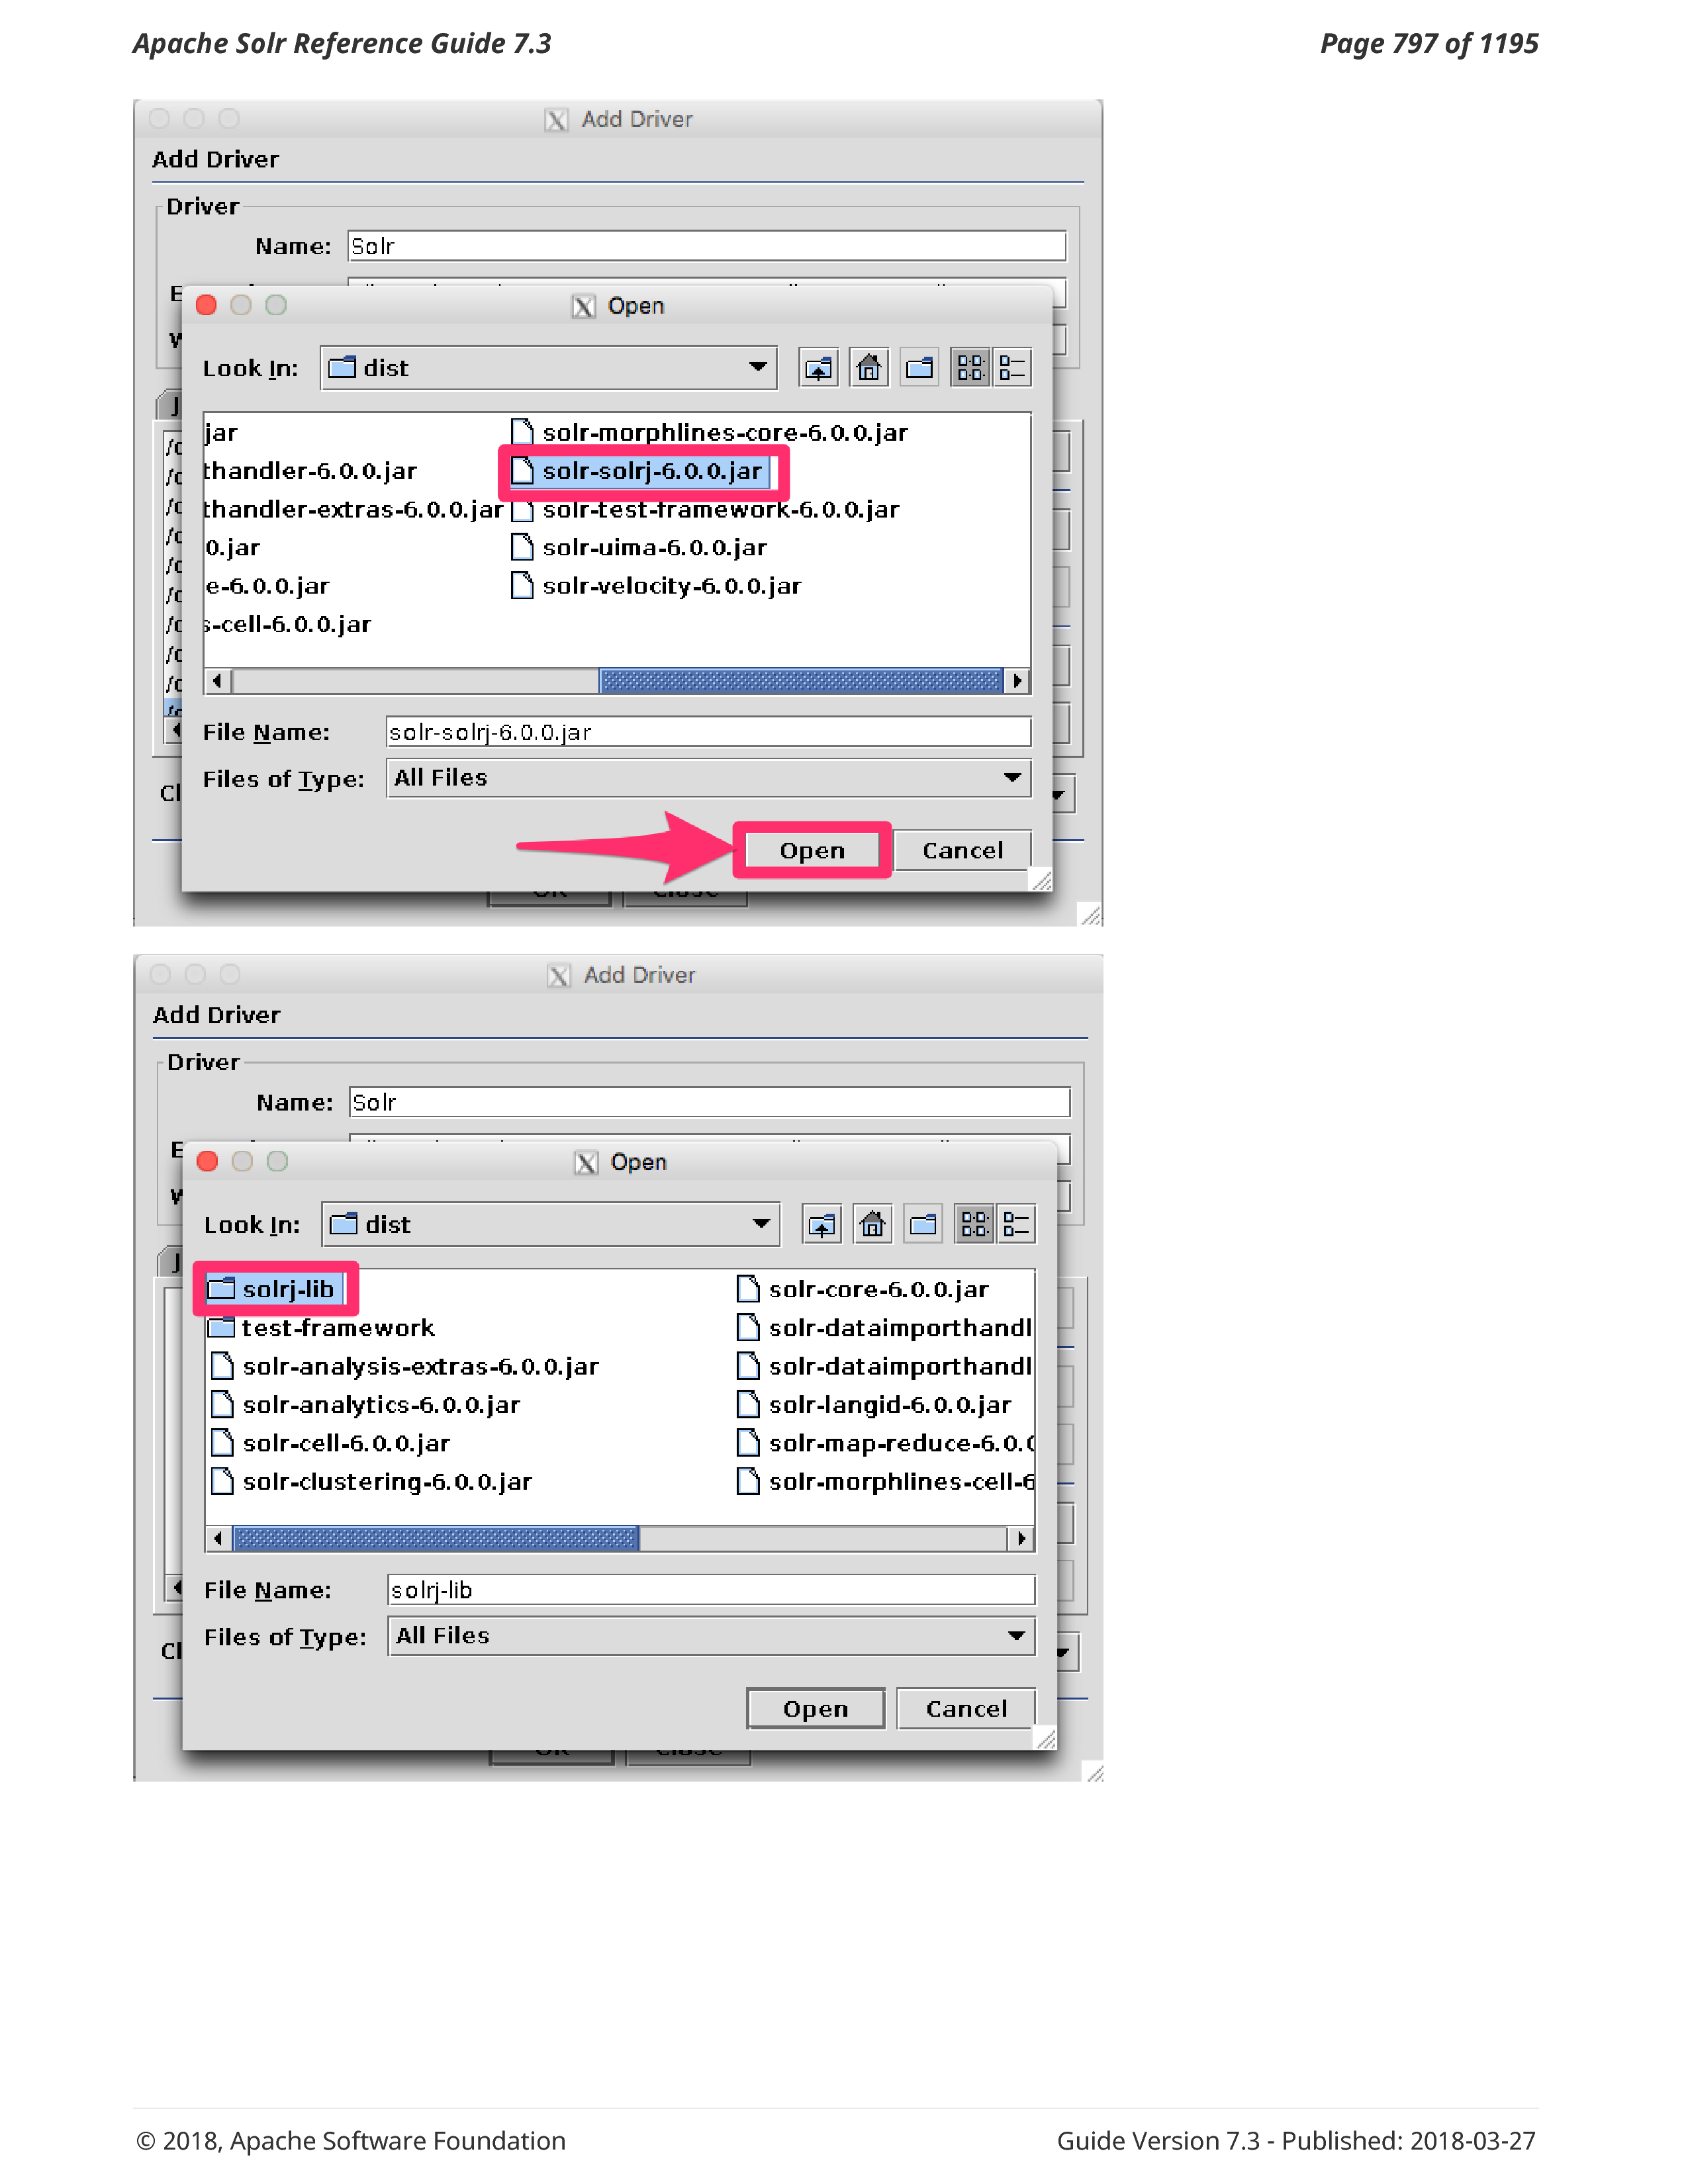 Apache Solr Reference Guide 7.3 Page 797 of 1195
Add Driver
Add Driver
Driver
Name: Solr
Open
Look In: dist
jar solr-morphlines-core-6.0.0.jar
thandler-6.0.0.jar solr-solrj-6.0.0.jar
thandler-extras-6.0.0.jar solr-test-framework-6.0.0.jar
0.jar solr-uima-6.0.0.jar
e-6.0.0.jar solr-velocity-6.0.0.jar
s-cell-6.0.0.jar
File Name: solr-solrj-6.0.0.jar
Files of Type: All Files
Open Cancel
Add Driver
Add Driver
Driver
Name: Solr
Open
Look In: dist
solrj-lib solr-core-6.0.0.jar
test-framework solr-dataimporthandl
solr-analysis-extras-6.0.0.jar solr-dataimporthandl
solr-analytics-6.0.0.jar solr-langid-6.0.0.jar
solr-cell-6.0.0.jar solr-map-reduce-6.0.0
solr-clustering-6.0.0.jar solr-morphlines-cell-6
File Name: solrj-lib
Files of Type: All Files
Open Cancel
© 2018, Apache Software Foundation Guide Version 7.3 - Published: 2018-03-27